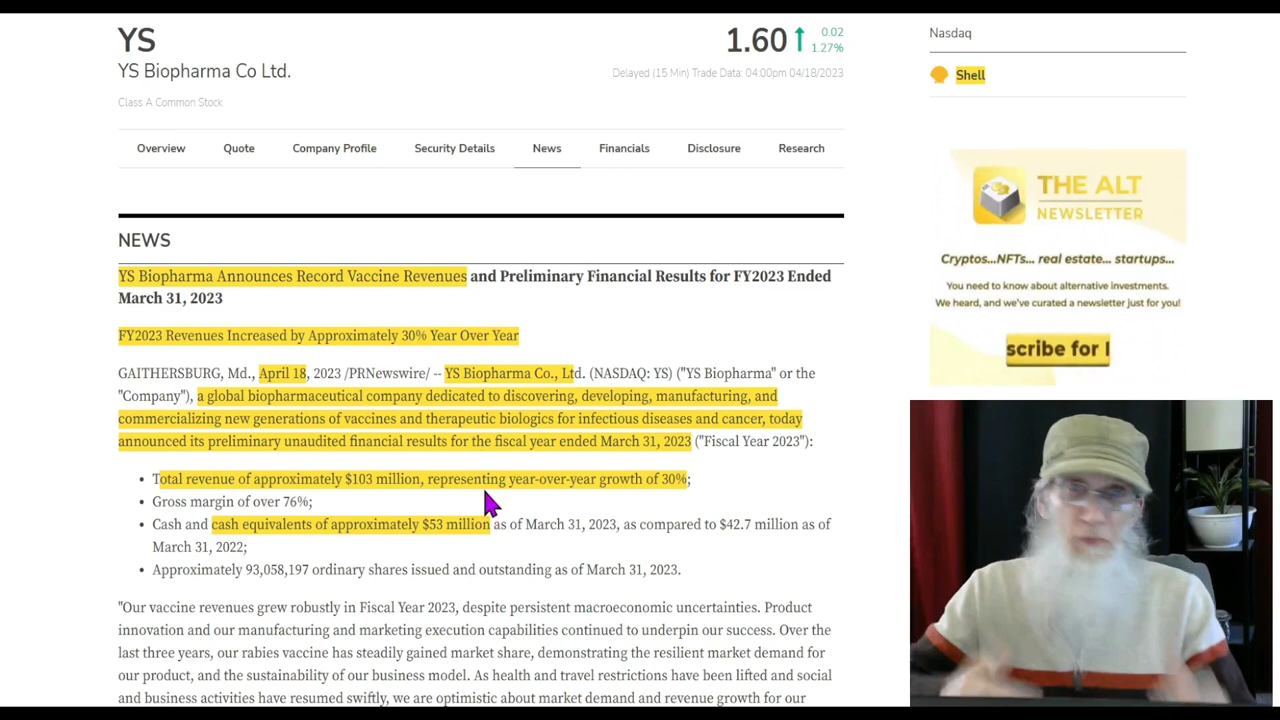 YS
YS Biopharma Co Ltd.
Class A Common Stock
1.60 0.02
1.27%
Delayed (15 Min) Trade Data: 04:00pm 04/18/2023
Overview Quote Company Profile Security Details News Financials Disclosure Research
NEWS
YS Biopharma Announces Record Vaccine Revenues and Preliminary Financial Results for FY2023 Ended
March 31, 2023
FY2023 Revenues Increased by Approximately 30% Year Over Year
GAITHERSBURG, Md., April 18, 2023 /PRNewswire/ -- YS Biopharma Co., Ltd. (NASDAQ: YS) ("YS Biopharma" or the
"Company"), a global biopharmaceutical company dedicated to discovering, developing, manufacturing, and
commercializing new generations of vaccines and therapeutic biologics for infectious diseases and cancer, today
announced its preliminary unaudited financial results for the fiscal year ended March 31, 2023 ("Fiscal Year 2023"):
• Total revenue of approximately $103 million, representing year-over-year growth of 30%;
• Gross margin of over 76%;
• Cash and cash equivalents of approximately $53 million as of March 31, 2023, as compared to $42.7 million as of
March 31, 2022;
• Approximately 93,058,197 ordinary shares issued and outstanding as of March 31, 2023.
"Our vaccine revenues grew robustly in Fiscal Year 2023, despite persistent macroeconomic uncertainties. Product
innovation and our manufacturing and marketing execution capabilities continued to underpin our success. Over the
last three years, our rabies vaccine has steadily gained market share, demonstrating the resilient market demand for
our product, and the sustainability of our business model. As health and travel restrictions have been lifted and social
and business activities have resumed swiftly, we are optimistic about market demand and revenue growth for our
Nasdaq
Shell
THE ALT
NEWSLETTER
Cryptos...NFTs... real estate... startups...
You need to know about alternative investments.
We heard, and we've curated a newsletter just for you!
scribe for